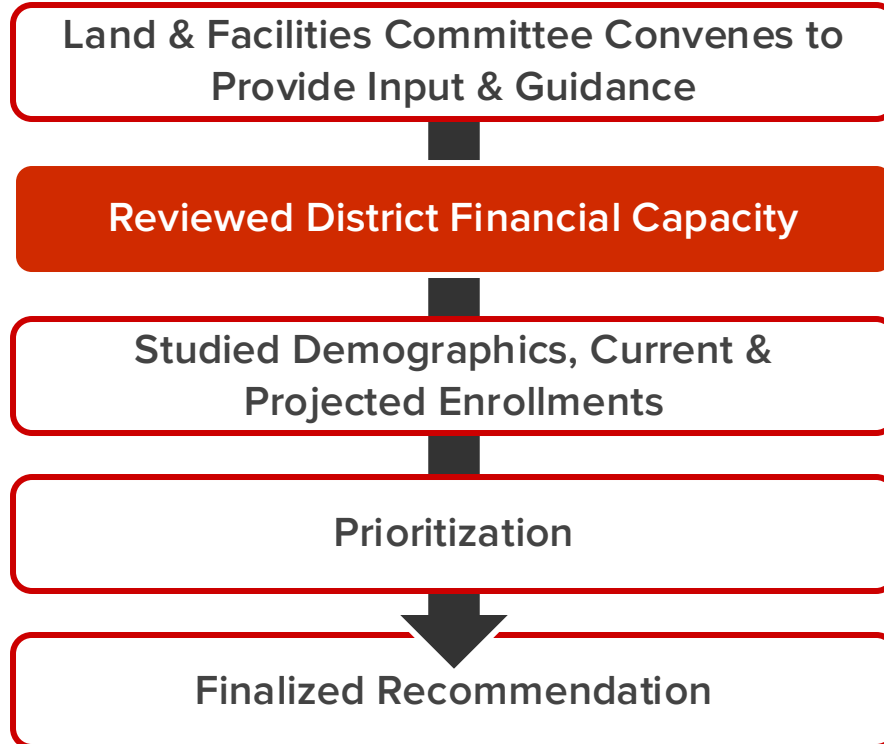 Land & Facilities Committee Convenes to
Provide Input & Guidance
Reviewed District Financial Capacity
Studied Demographics, Current &
Projected Enrollments
Prioritization
Finalized Recommendation